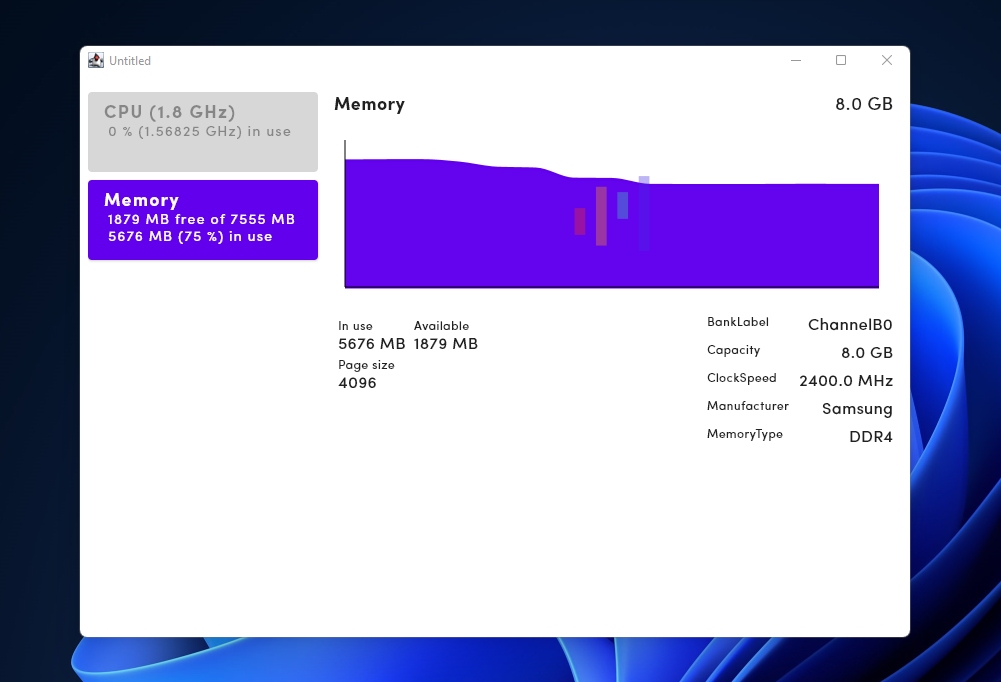 Untitled
CPU (1.8 GHz)
0 % (1.56825 GHz) in use
Memory
1879 MB free of 7555 MB
5676 MB (75 %) in use
Memory 8.0 GB
In use Available
5676 MB 1879 MB
Page size
4096
BankLabel ChannelB0
Capacity 8.0 GB
ClockSpeed 2400.0 MHz
Manufacturer Samsung
MemoryType DDR4